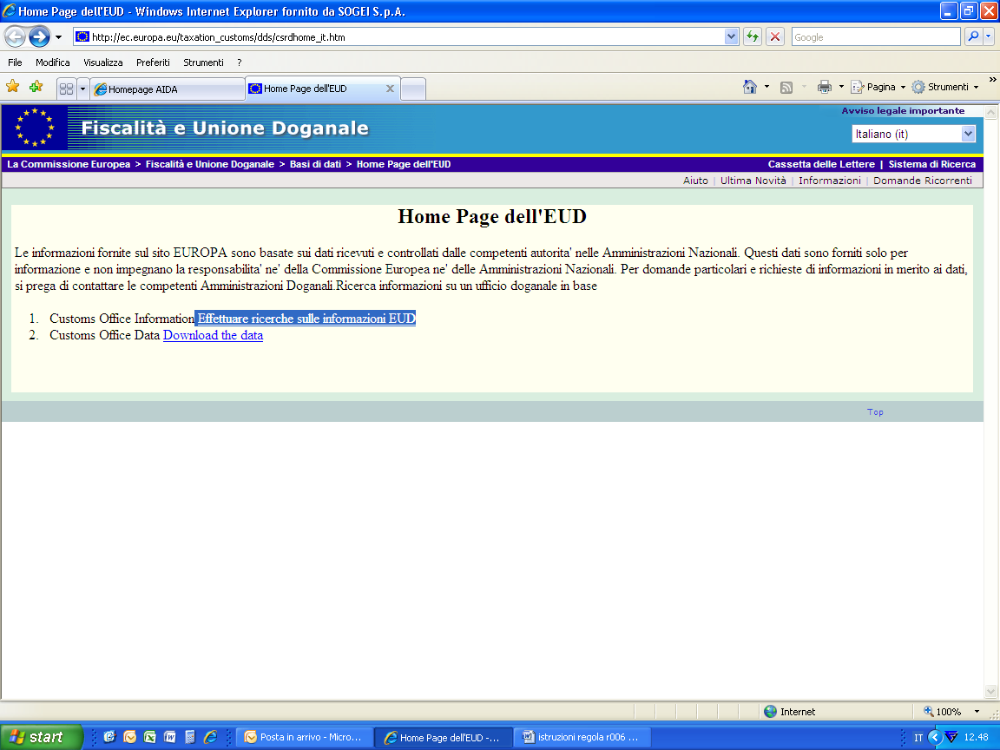 Home Page dell'EUD - Windows Internet Explorer fornito da SOGEI S.p.A.
http://ec.europa.eu/taxation_customs/dds/csrdhome_it.htm
Google
File Modifica Visualizza Preferiti Strumenti ?
Homepage AIDA
Home Page dell'EUD
Pagina
Strumenti
Avviso legale importante
Fiscalità e Unione Doganale
Italiano (it)
La Commissione Europea > Fiscalità e Unione Doganale > Basi di dati > Home Page dell'EUD
Cassetta delle Lettere | Sistema di Ricerca
Aiuto | Ultima Novità | Informazioni | Domande Ricorrenti
Home Page dell'EUD
Le informazioni fornite sul sito EUROPA sono basate sui dati ricevuti e controllati dalle competenti autorita' nelle Amministrazioni Nazionali. Questi dati sono forniti solo per
informazione e non impegnano la responsabilita' ne' della Commissione Europea ne' delle Amministrazioni Nazionali. Per domande particolari e richieste di informazioni in merito ai dati,
si prega di contattare le competenti Amministrazioni Doganali.Ricerca informazioni su un ufficio doganale in base
1. Customs Office Information Effettuare ricerche sulle informazioni EUD
2. Customs Office Data Download the data
Top
Internet
100%
start
Posta in arrivo - Micro...
Home Page dell'EUD -...
istruzioni regola r006 ...
IT
12.48